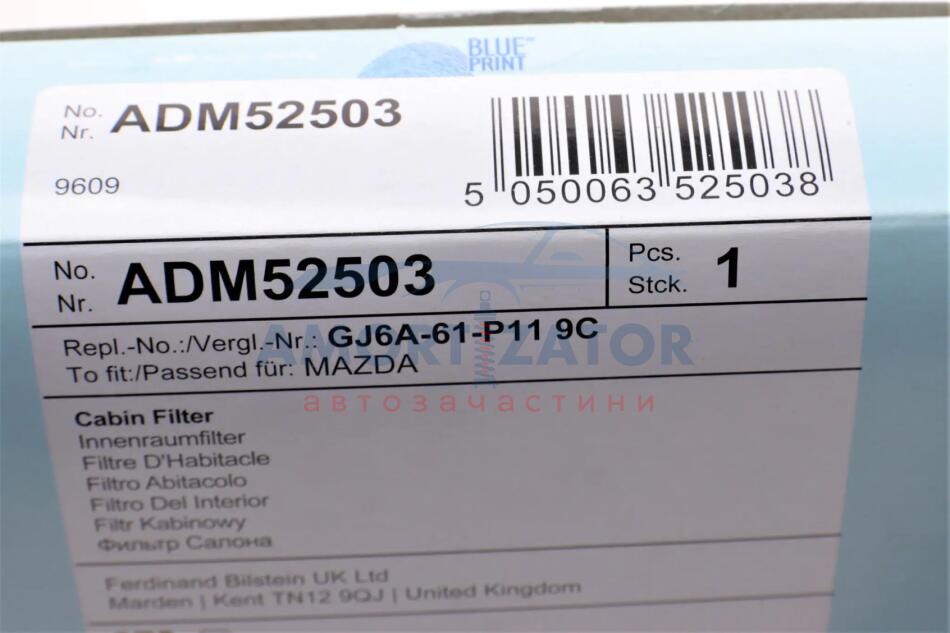 BLUE™
PRINT
No. ADM52503
Nr.
9609
5 050063 525038
No. ADM52503
Nr.
Pcs. 1
Stck.
Repl.-No.:/Vergl.-Nr.: GJ6A-61-P11 9C
To fit:/Passend für: MAZDA
AMORTIZATOR
автозачастини
Cabin Filter
Innenraumfilter
Filtre D'Habitacle
Filtro Abitacolo
Filtro Del Interior
Filtr Kabinowy
Фильтр Салона
Ferdinand Bilstein UK Ltd
Marden | Kent TN12 9QJ | United Kingdom